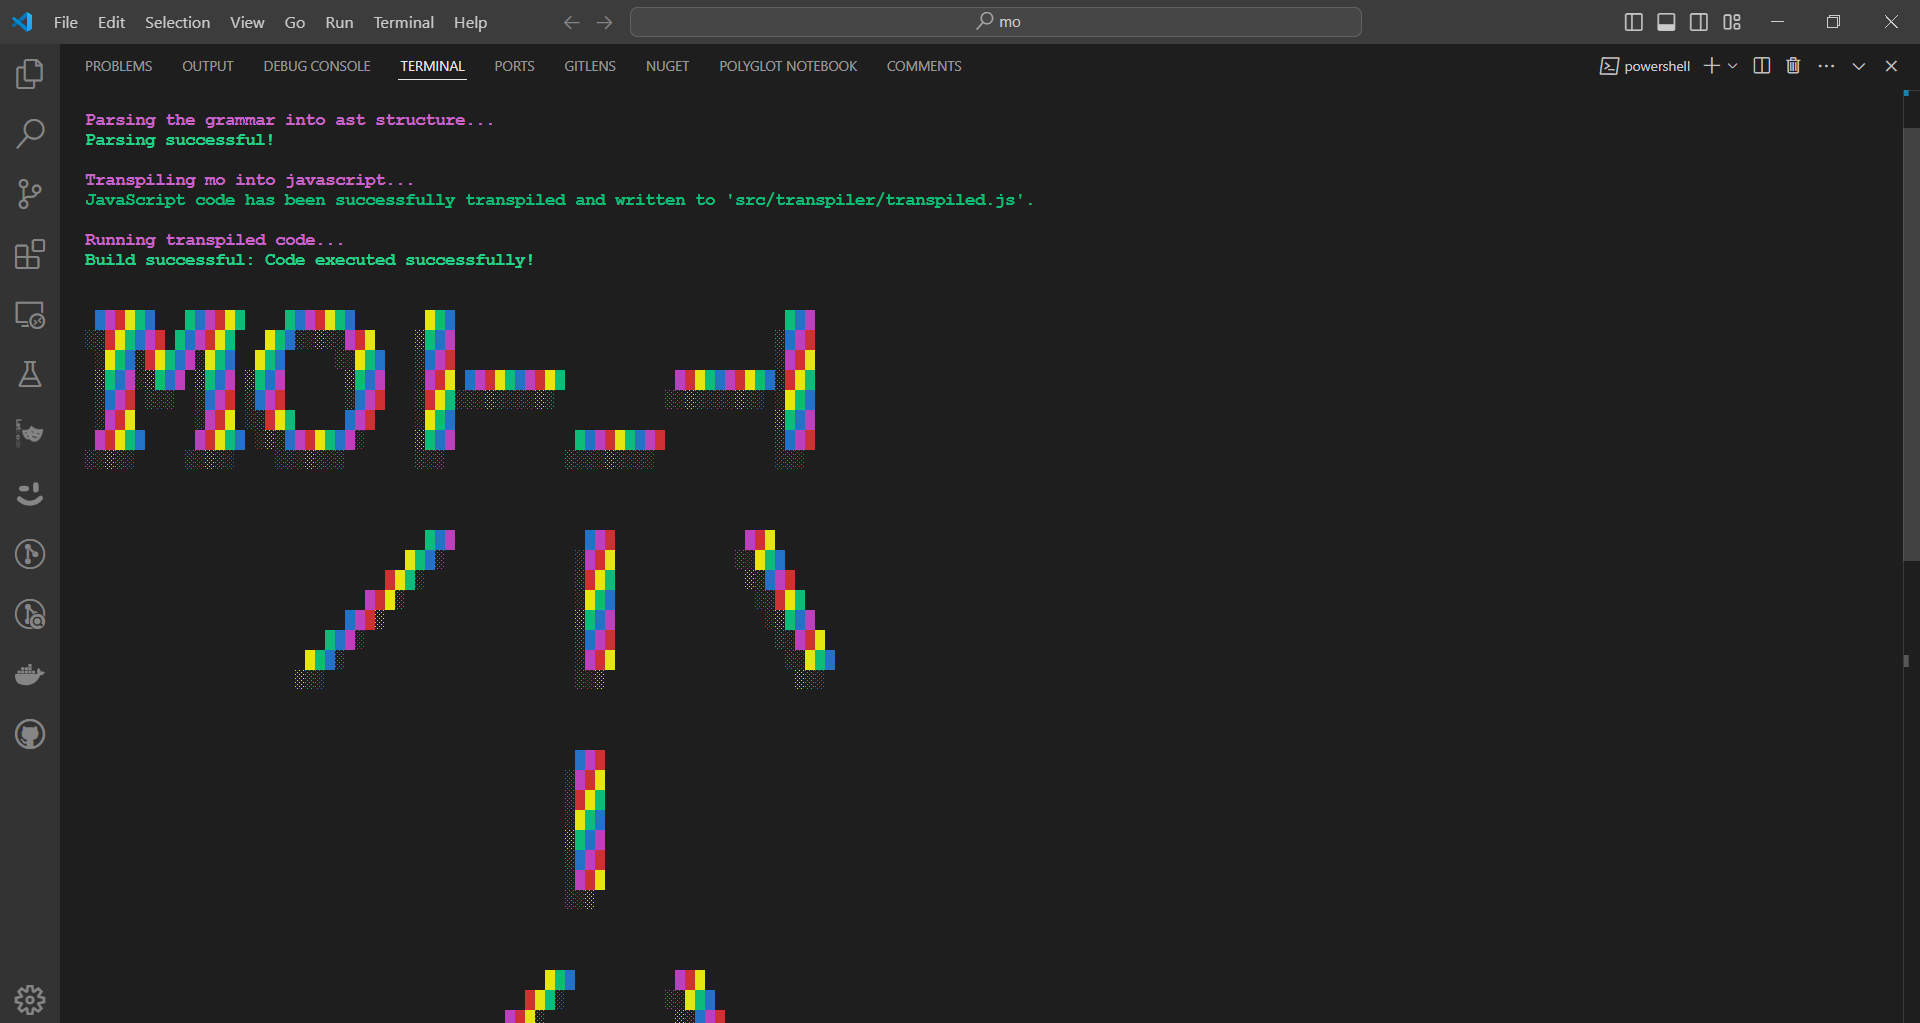 File Edit Selection View Go Run Terminal Help
mo
PROBLEMS OUTPUT DEBUG CONSOLE TERMINAL PORTS GITLENS NUGET POLYGLOT NOTEBOOK COMMENTS
powershell
Parsing the grammar into ast structure...
Parsing successful!
Transpiling mo into javascript...
JavaScript code has been successfully transpiled and written to 'src/transpiler/transpiled.js'.
Running transpiled code...
Build successful: Code executed successfully!
MO|-_-|
/ | \
|
/ \